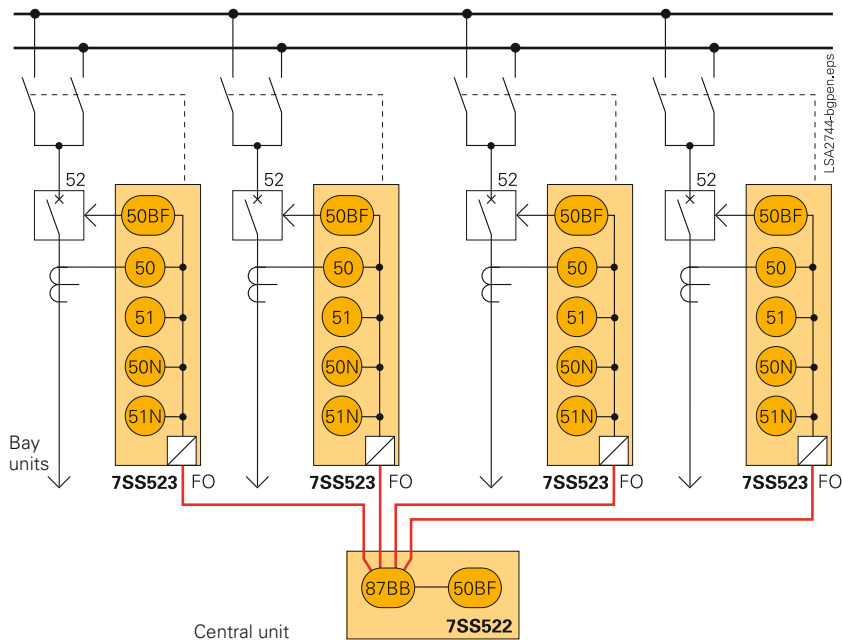 LSA2744-bgpen.eps
52 52 52 52
50BF 50BF 50BF 50BF
50 50 50 50
51 51 51 51
50N 50N 50N 50N
51N 51N 51N 51N
Bay
units
7SS523 FO 7SS523 FO 7SS523 FO 7SS523 FO
87BB 50BF
7SS522
Central unit